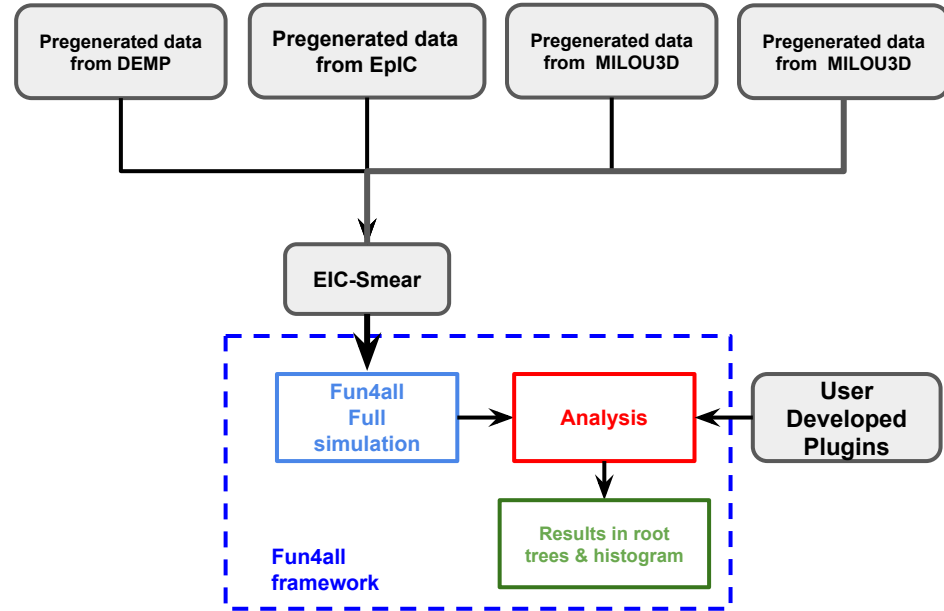 Pregenerated data
from DEMP
Pregenerated data
from EpIC
Pregenerated data
from MILOU3D
Pregenerated data
from MILOU3D
EIC-Smear
Fun4all
Full
simulation
Analysis
User
Developed
Plugins
Results in root
trees & histogram
Fun4all
framework